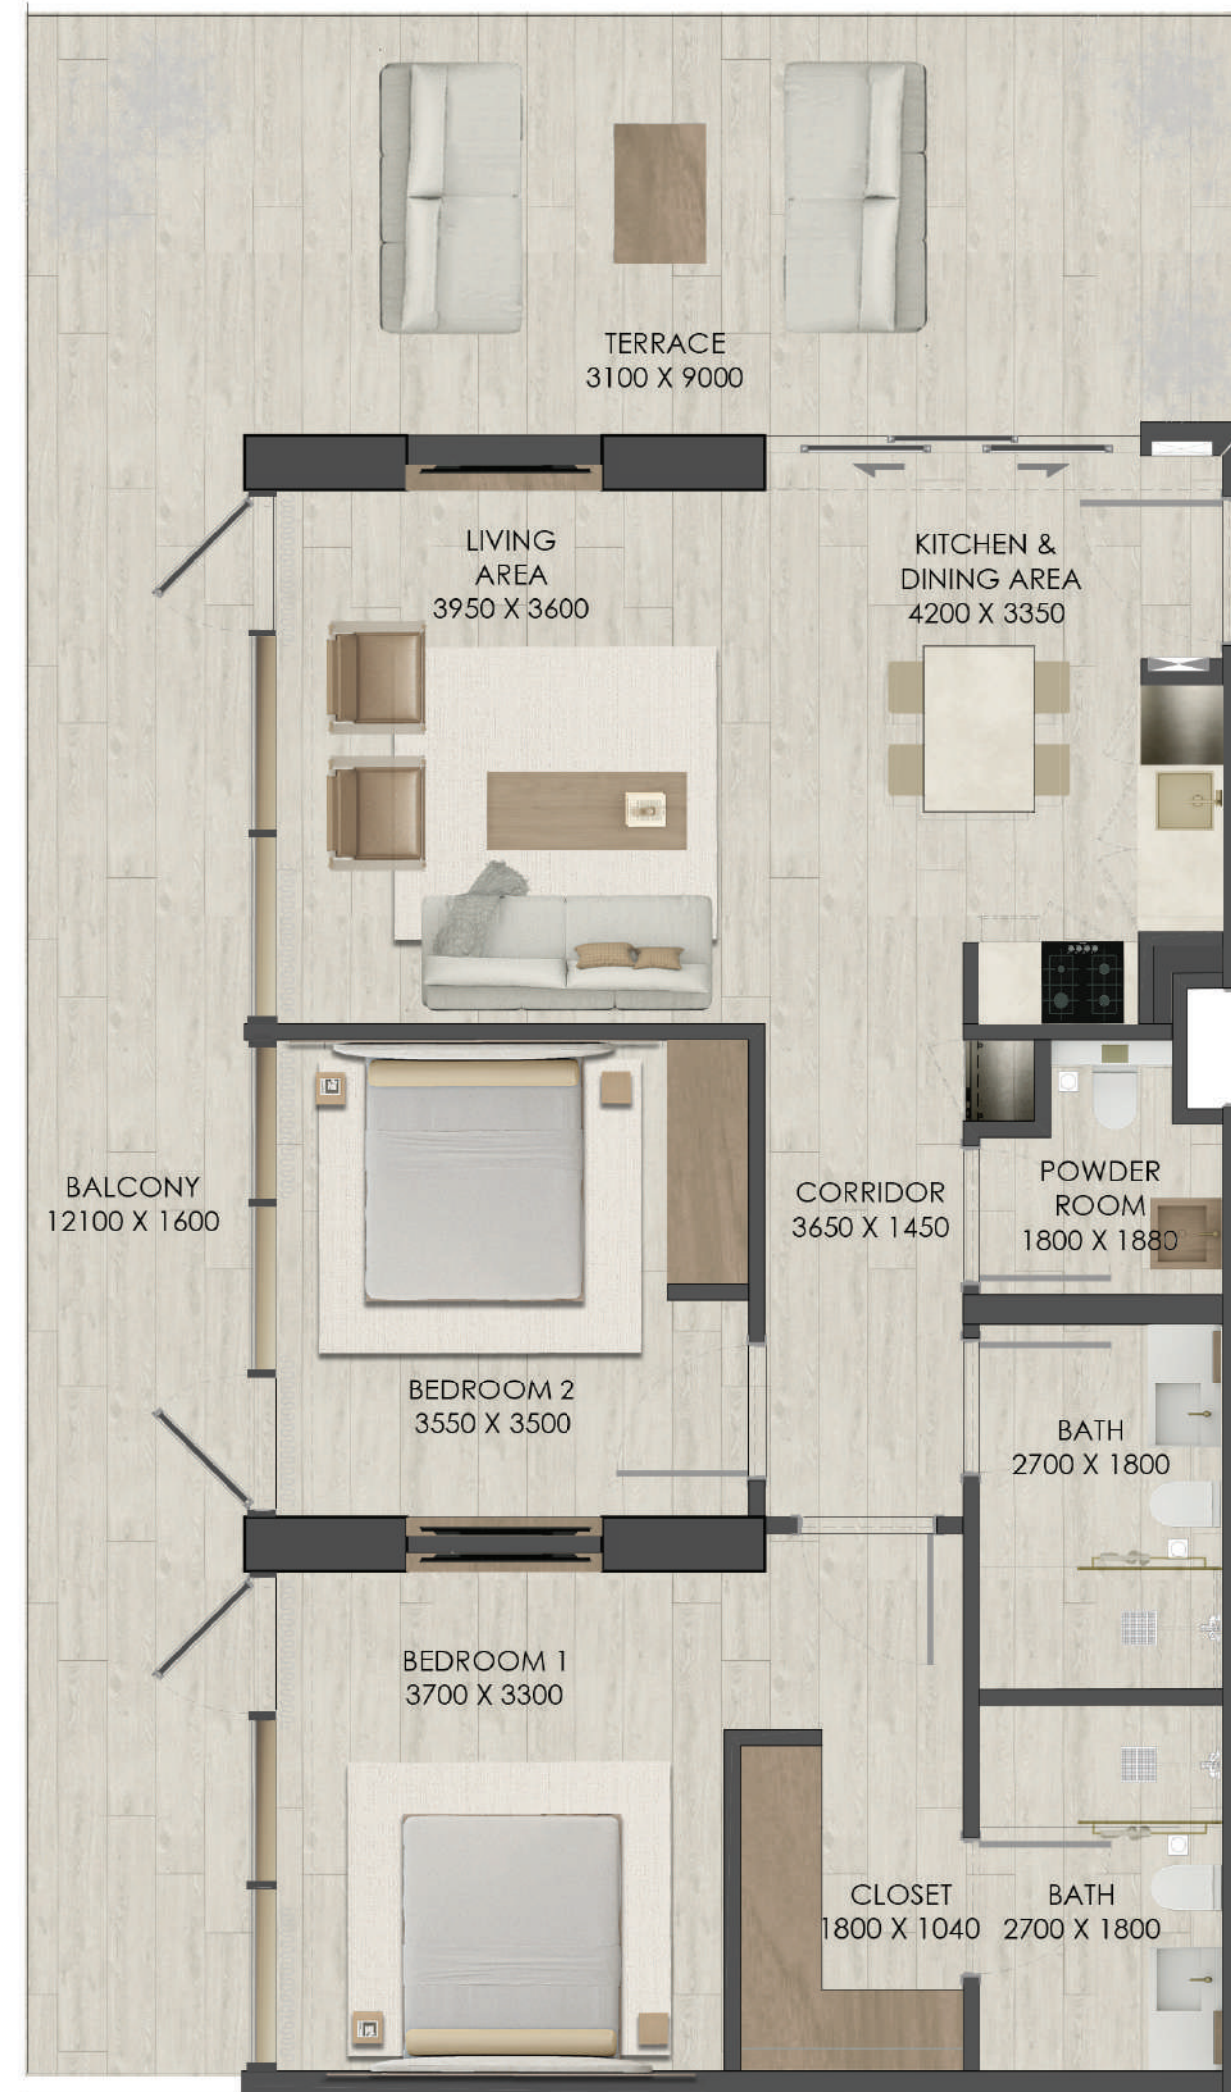 TERRACE
3100 X 9000
LIVING
AREA
3950 X 3600
KITCHEN &
DINING AREA
4200 X 3350
BALCONY
12100 X 1600
CORRIDOR
3650 X 1450
POWDER
ROOM
1800 X 1880
BEDROOM 2
3550 X 3500
BATH
2700 X 1800
BEDROOM 1
3700 X 3300
CLOSET
1800 X 1040
BATH
2700 X 1800